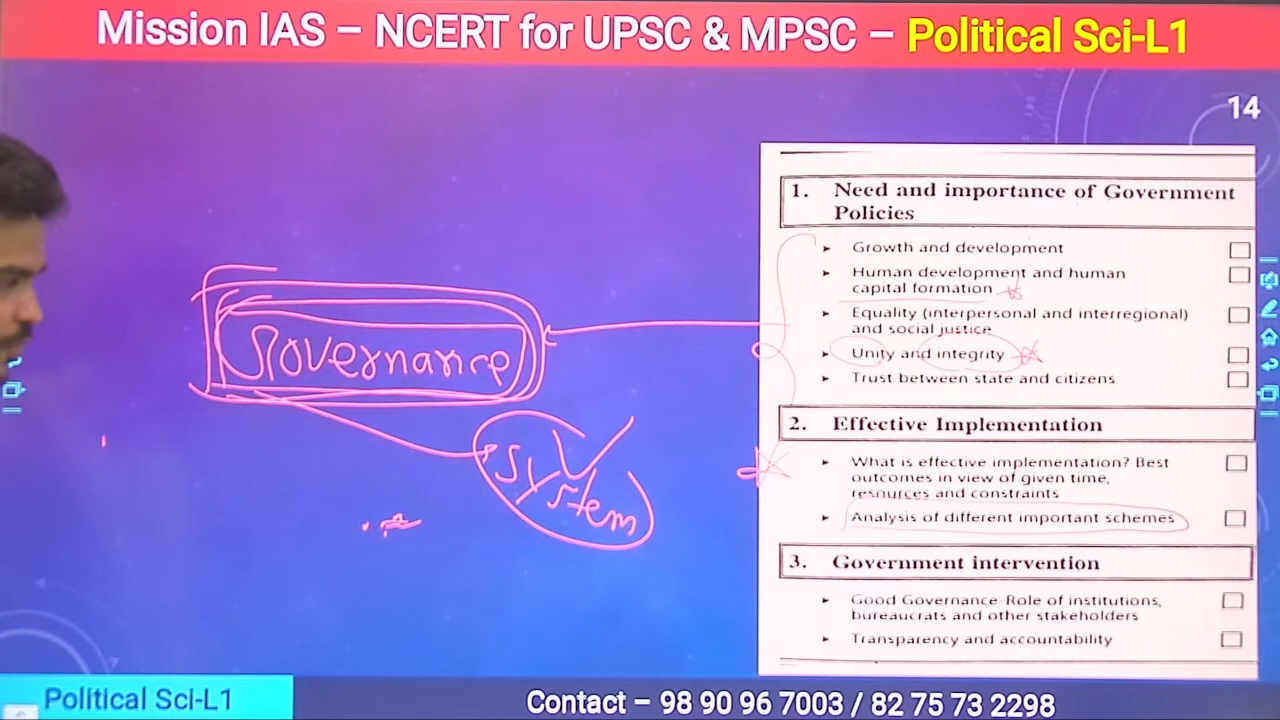 Mission IAS – NCERT for UPSC & MPSC – Political Sci-L1
14
Governance
System
1. Need and importance of Government
Policies
Growth and development
Human development and human
capital formation
Equality (interpersonal and interregional)
and social justice
Unity and integrity
Trust between state and citizens
2. Effective Implementation
What is effective implementation? Best
outcomes in view of given time,
resources and constraints
Analysis of different important schemes
3. Government intervention
Good Governance-Role of institutions,
bureaucrats and other stakeholders
Transparency and accountability
Political Sci-L1
Contact – 98 90 96 7003 / 82 75 73 2298